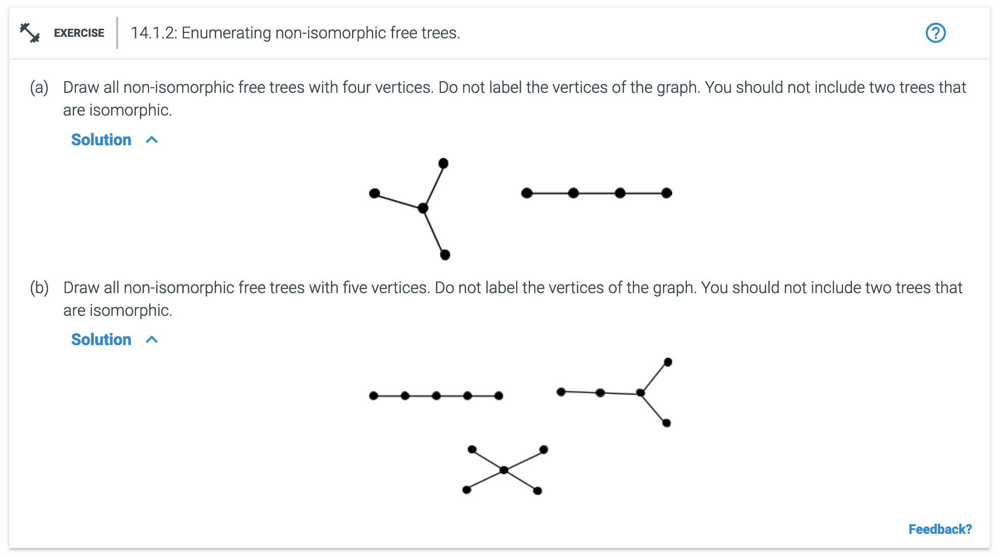 EXERCISE
14.1.2: Enumerating non-isomorphic free trees.
?
(a) Draw all non-isomorphic free trees with four vertices. Do not label the vertices of the graph. You should not include two trees that
are isomorphic.
Solution
(b) Draw all non-isomorphic free trees with five vertices. Do not label the vertices of the graph. You should not include two trees that
are isomorphic.
Solution
Feedback?